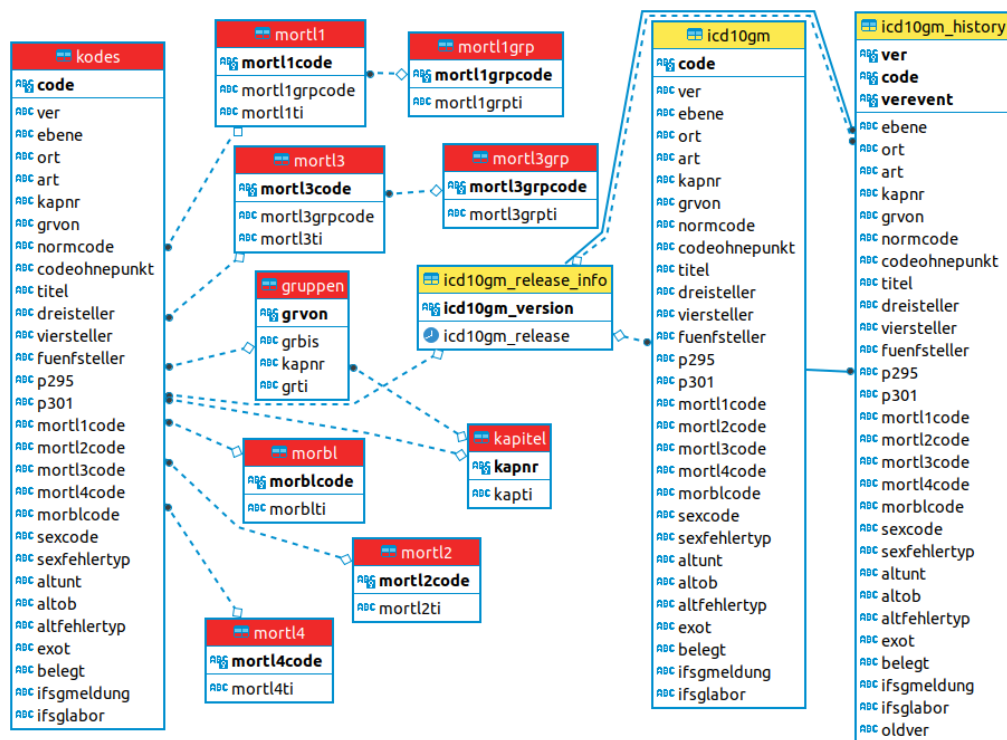 kodes
code
ver
ebene
ort
art
kapnr
grvon
normcode
codeohnepunkt
titel
dreisteller
viersteller
fuenfsteller
p295
p301
mortl1code
mortl2code
mortl3code
mortl4code
morblcode
sexcode
sexfehlertyp
altunt
altob
altfehlertyp
exot
belegt
ifsgmeldung
ifsglabor
mortl1
mortl1code
mortl1grpcode
mortl1ti
mortl1grp
mortl1grpcode
mortl1grpti
mortl3
mortl3code
mortl3grpcode
mortl3ti
mortl3grp
mortl3grpcode
mortl3grpti
gruppen
grvon
grbis
kapnr
grti
icd10gm_release_info
icd10gm_version
icd10gm_release
morbl
morblcode
morblti
kapitel
kapnr
kapti
mortl2
mortl2code
mortl2ti
mortl4
mortl4code
mortl4ti
icd10gm
code
ver
ebene
ort
art
kapnr
grvon
normcode
codeohnepunkt
titel
dreisteller
viersteller
fuenfsteller
p295
p301
mortl1code
mortl2code
mortl3code
mortl4code
morblcode
sexcode
sexfehlertyp
altunt
altob
altfehlertyp
exot
belegt
ifsgmeldung
ifsglabor
icd10gm_history
ver
code
verevent
ebene
ort
art
kapnr
grvon
normcode
codeohnepunkt
titel
dreisteller
viersteller
fuenfsteller
p295
p301
mortl1code
mortl2code
mortl3code
mortl4code
morblcode
sexcode
sexfehlertyp
altunt
altob
altfehlertyp
exot
belegt
ifsgmeldung
ifsglabor
oldver